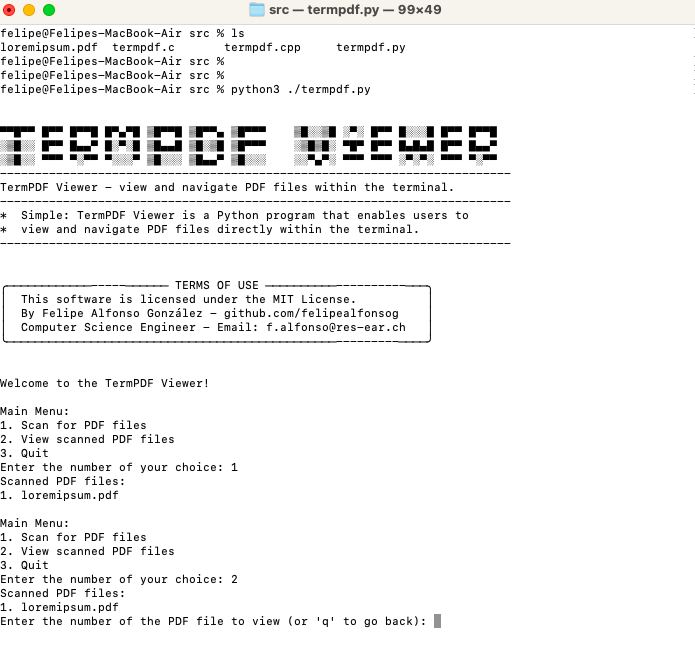 src — termpdf.py — 99×49
felipe@Felipes-MacBook-Air src % ls
loremipsum.pdf termpdf.c termpdf.cpp termpdf.py
felipe@Felipes-MacBook-Air src %
felipe@Felipes-MacBook-Air src %
felipe@Felipes-MacBook-Air src % python3 ./termpdf.py
TERMPDF VIEWER
TermPDF Viewer - view and navigate PDF files within the terminal.
* Simple: TermPDF Viewer is a Python program that enables users to
* view and navigate PDF files directly within the terminal.
TERMS OF USE
This software is licensed under the MIT License.
By Felipe Alfonso González - github.com/felipealfonsog
Computer Science Engineer - Email: f.alfonso@res-ear.ch
Welcome to the TermPDF Viewer!
Main Menu:
1. Scan for PDF files
2. View scanned PDF files
3. Quit
Enter the number of your choice: 1
Scanned PDF files:
1. loremipsum.pdf
Main Menu:
1. Scan for PDF files
2. View scanned PDF files
3. Quit
Enter the number of your choice: 2
Scanned PDF files:
1. loremipsum.pdf
Enter the number of the PDF file to view (or 'q' to go back):